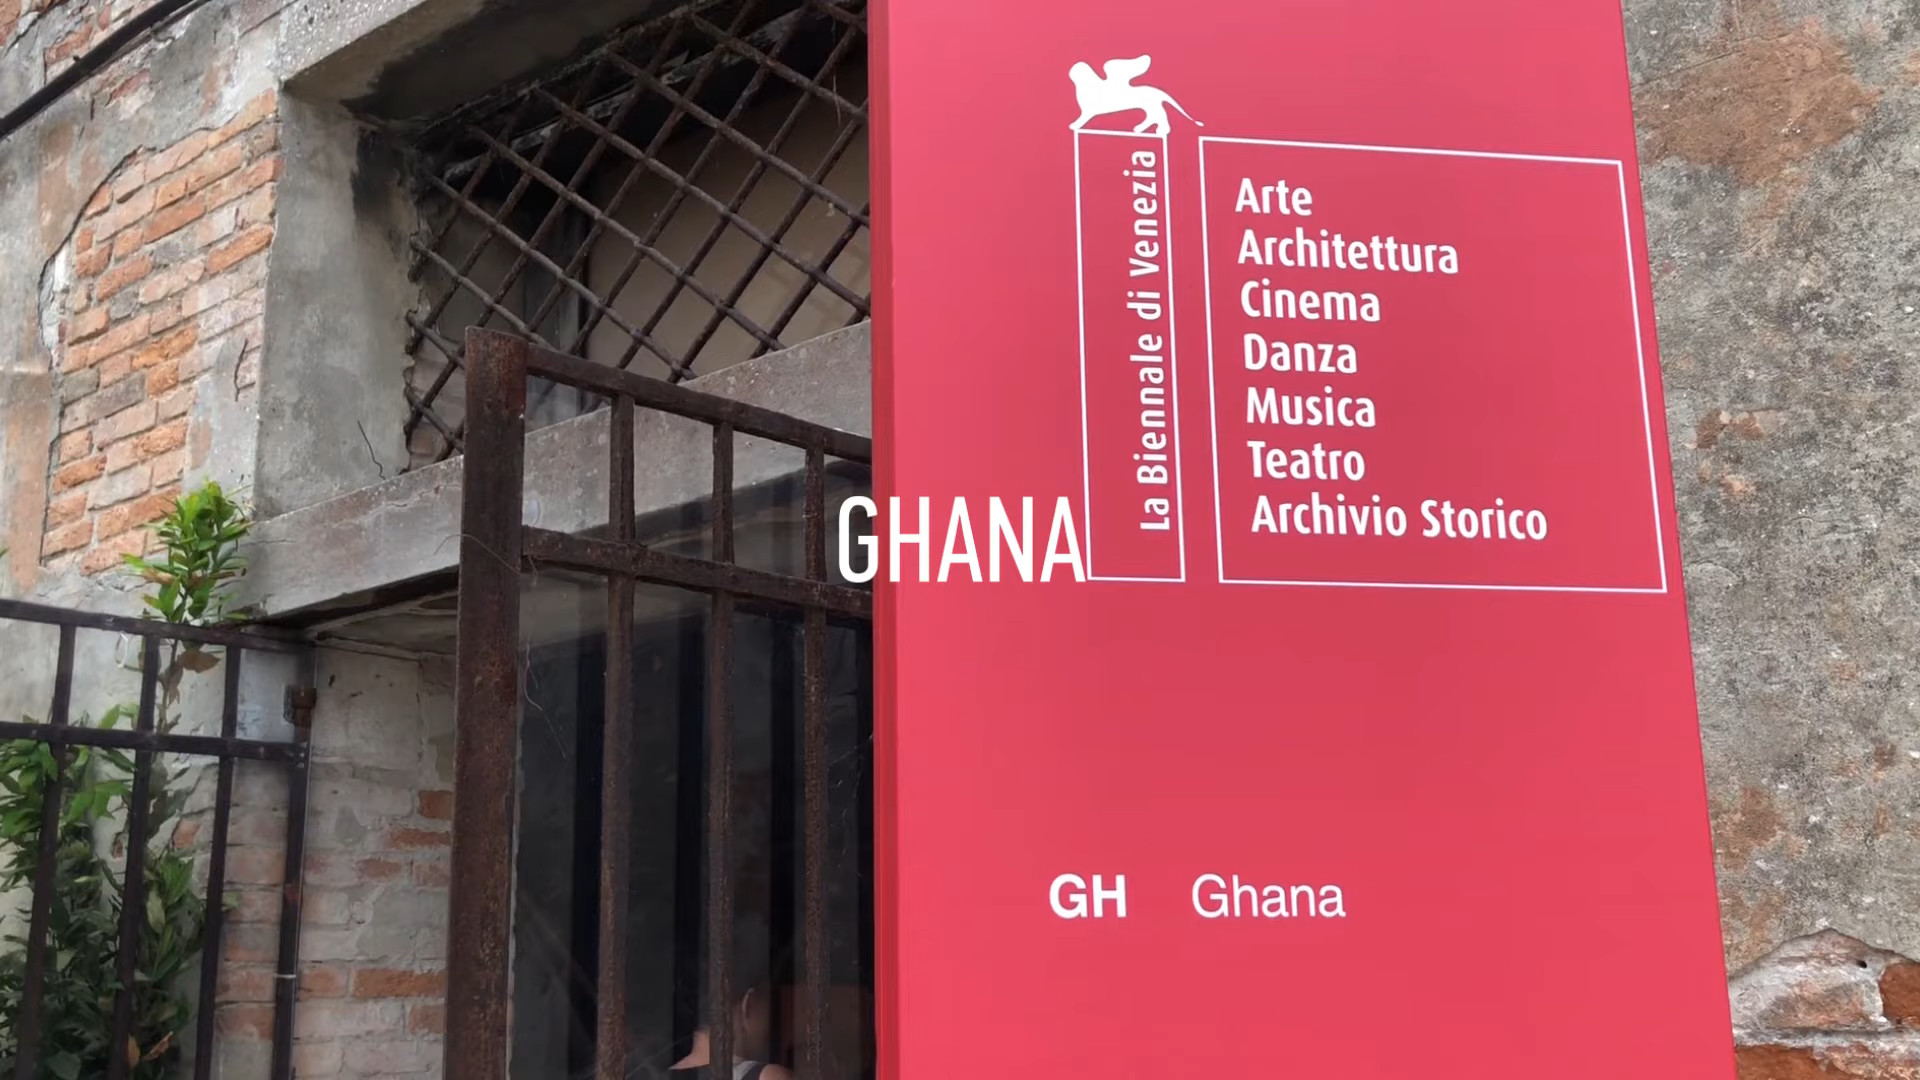 La Biennale di Venezia
Arte
Architettura
Cinema
Danza
Musica
Teatro
Archivio Storico
GHANA
GH Ghana